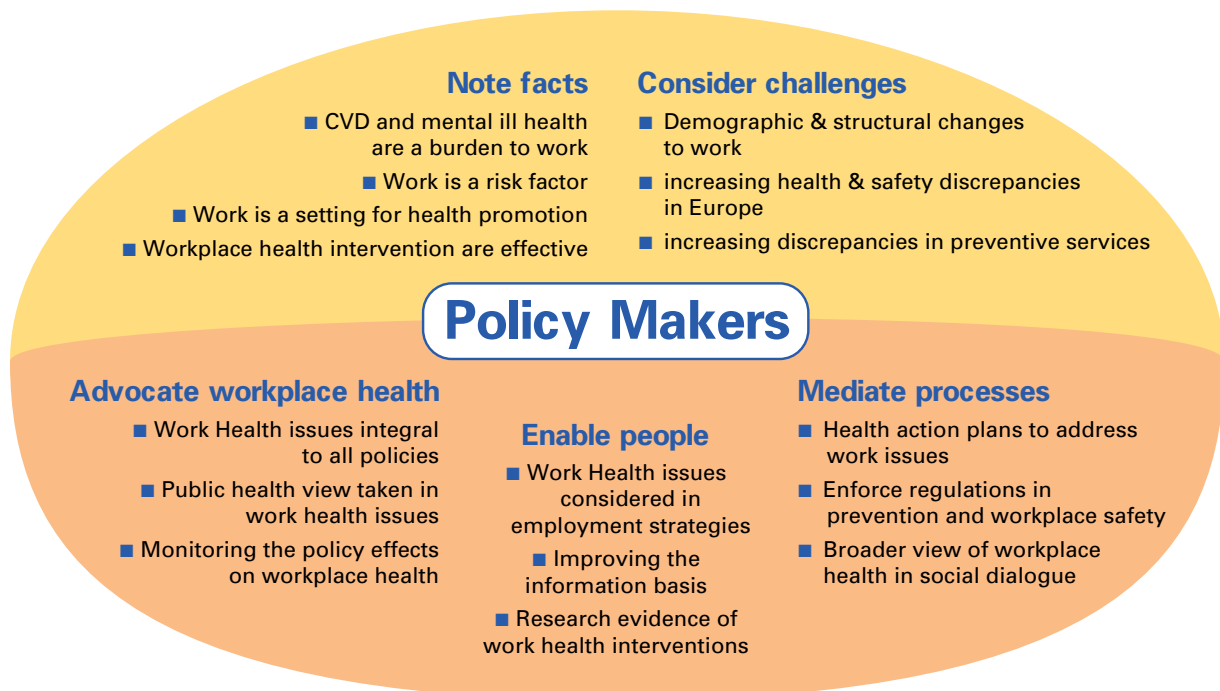 Note facts
■ CVD and mental ill health
are a burden to work
■ Work is a risk factor
■ Work is a setting for health promotion
■ Workplace health intervention are effective
Consider challenges
■ Demographic & structural changes
to work
■ increasing health & safety discrepancies
in Europe
■ increasing discrepancies in preventive services
Policy Makers
Advocate workplace health
■ Work Health issues integral
to all policies
■ Public health view taken in
work health issues
■ Monitoring the policy effects
on workplace health
Enable people
■ Work Health issues
considered in
employment strategies
■ Improving the
information basis
■ Research evidence of
work health interventions
Mediate processes
■ Health action plans to address
work issues
■ Enforce regulations in
prevention and workplace safety
■ Broader view of workplace
health in social dialogue